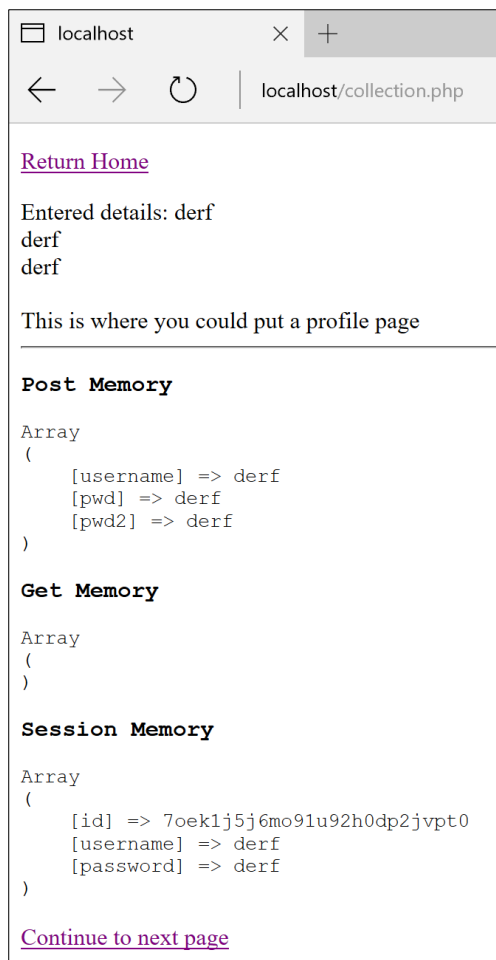 localhost
localhost/collection.php
Return Home
Entered details: derf
derf
derf
This is where you could put a profile page
Post Memory
Array
(
    [username] => derf
    [pwd] => derf
    [pwd2] => derf
)
Get Memory
Array
(
)
Session Memory
Array
(
    [id] => 7oek1j5j6mo91u92h0dp2jvpt0
    [username] => derf
    [password] => derf
)
Continue to next page